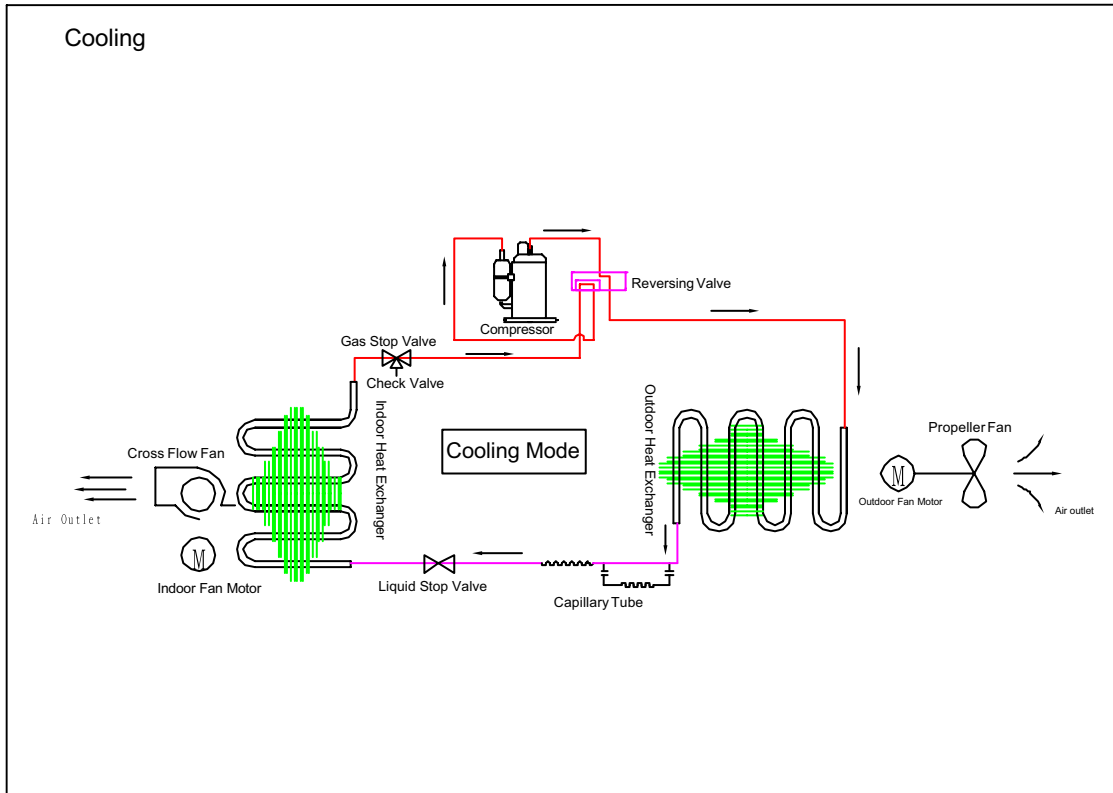 Cooling
Reversing Valve
Compressor
Gas Stop Valve
Check Valve
Indoor Heat Exchanger
Outdoor Heat Exchanger
Cooling Mode
Cross Flow Fan
Propeller Fan
M
Outdoor Fan Motor
Air Outlet
Air outlet
M
Indoor Fan Motor
Liquid Stop Valve
Capillary Tube